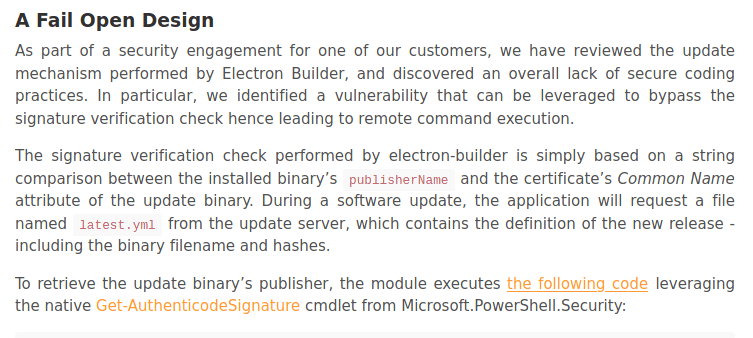 A Fail Open Design
As part of a security engagement for one of our customers, we have reviewed the update
mechanism performed by Electron Builder, and discovered an overall lack of secure coding
practices. In particular, we identified a vulnerability that can be leveraged to bypass the
signature verification check hence leading to remote command execution.
The signature verification check performed by electron-builder is simply based on a string
comparison between the installed binary’s publisherName and the certificate’s Common Name
attribute of the update binary. During a software update, the application will request a file
named latest.yml from the update server, which contains the definition of the new release -
including the binary filename and hashes.
To retrieve the update binary’s publisher, the module executes the following code leveraging
the native Get-AuthenticodeSignature cmdlet from Microsoft.PowerShell.Security: